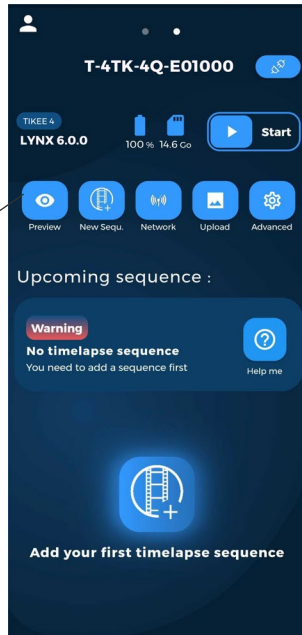 T-4TK-4Q-E01000
TIKEE 4
LYNX 6.0.0
100 % 14.6 Go
Start
Preview New Sequ. Network Upload Advanced
Upcoming sequence :
Warning
No timelapse sequence
You need to add a sequence first
Help me
Add your first timelapse sequence